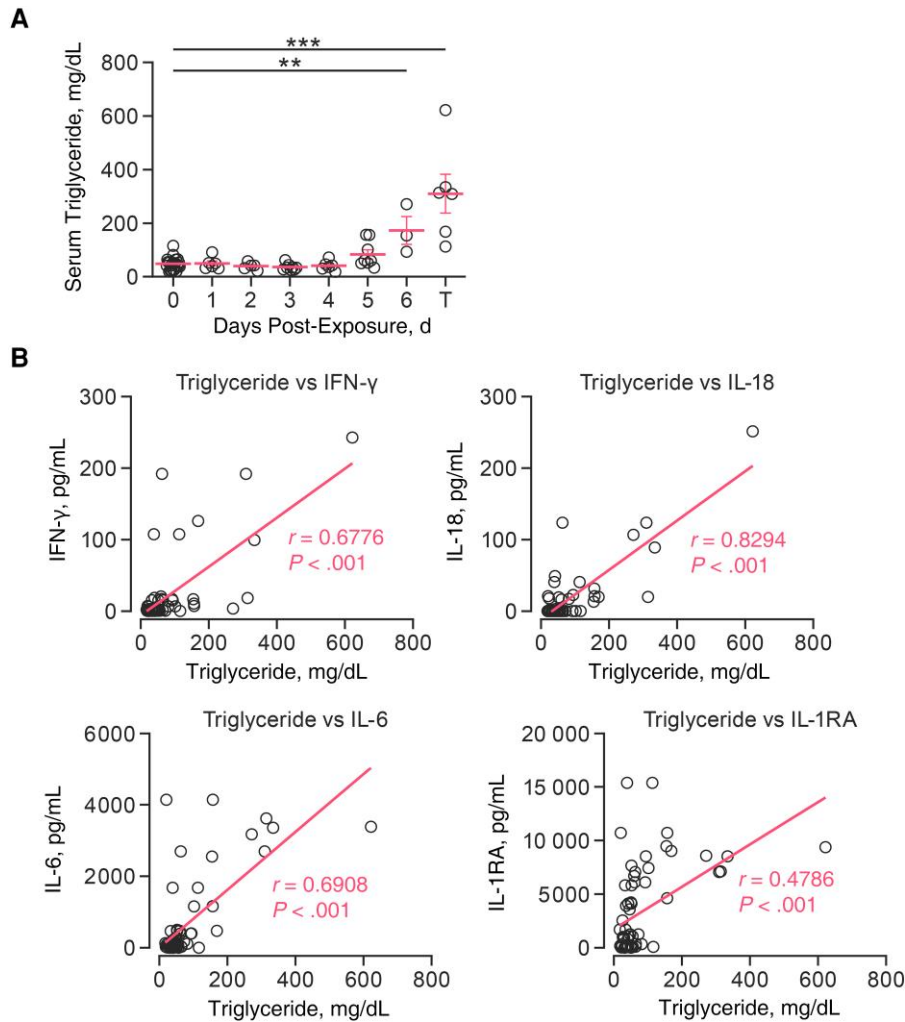 A
***
**
Serum Triglyceride, mg/dL
800
600
400
200
0
0 1 2 3 4 5 6 T
Days Post-Exposure, d
B
Triglyceride vs IFN-γ
IFN-γ, pg/mL
300
200
100
0
r = 0.6776
P < .001
0 200 400 600 800
Triglyceride, mg/dL
Triglyceride vs IL-18
IL-18, pg/mL
300
200
100
0
r = 0.8294
P < .001
0 200 400 600 800
Triglyceride, mg/dL
Triglyceride vs IL-6
IL-6, pg/mL
6000
4000
2000
0
r = 0.6908
P < .001
0 200 400 600 800
Triglyceride, mg/dL
Triglyceride vs IL-1RA
IL-1RA, pg/mL
20 000
15 000
10 000
5000
0
r = 0.4786
P < .001
0 200 400 600 800
Triglyceride, mg/dL